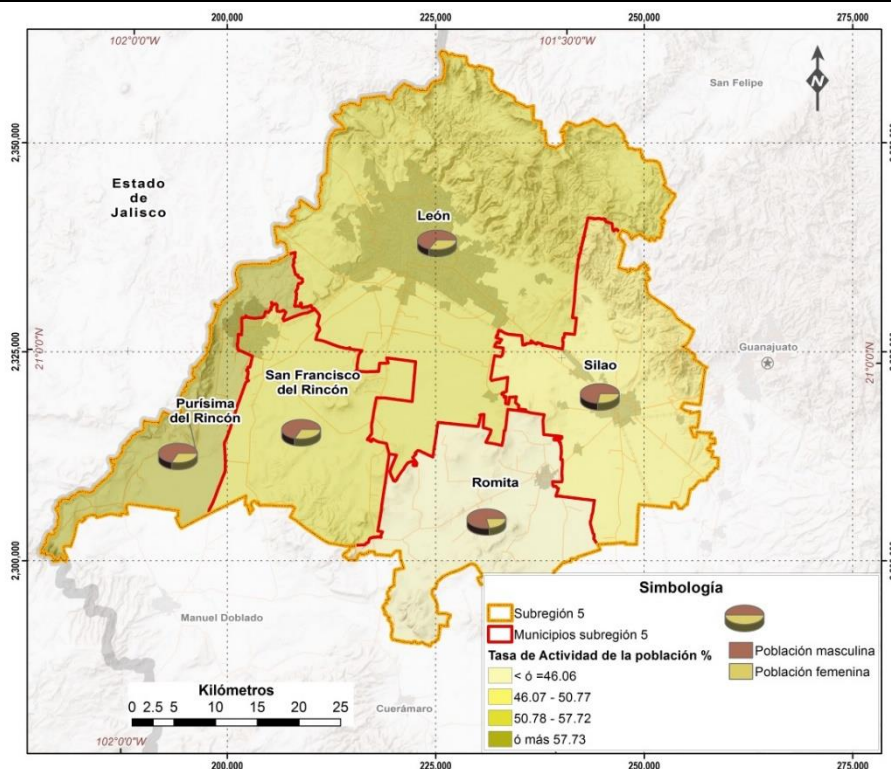 200,000 225,000 250,000 275,000
102°0'0"W 101°30'0"W
San Felipe
N
2,350,000
Estado
de
Jalisco
León
2,325,000
21°0'0"N
Guanajuato
21°0'0"N
Silao
San Francisco
del Rincón
Purísima
del Rincón
Romita
2,300,000
Manuel Doblado
Cuerámaro
Kilómetros
0 2.5 5 10 15 20 25
Simbología
Subregión 5
Municipios subregión 5
Tasa de Actividad de la población %
< ó =46.06
46.07 - 50.77
50.78 - 57.72
ó más 57.73
Población masculina
Población femenina
102°0'0"W
200,000 225,000 250,000 275,000